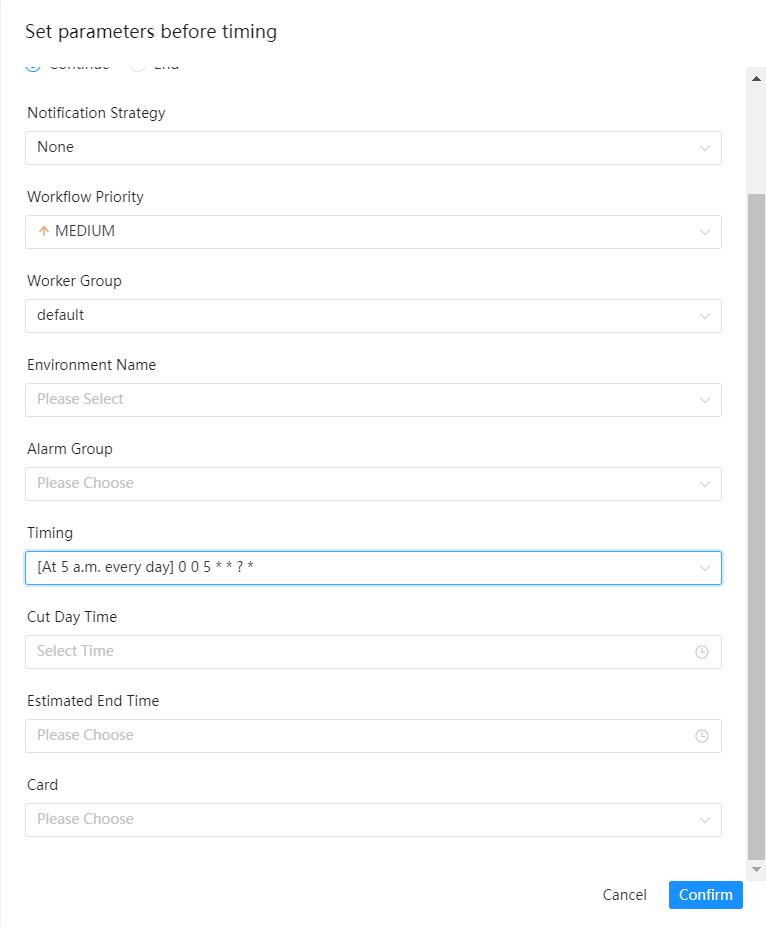 Set parameters before timing
Continue End
Notification Strategy
None
Workflow Priority
MEDIUM
Worker Group
default
Environment Name
Please Select
Alarm Group
Please Choose
Timing
[At 5 a.m. every day] 0 0 5 * * ? *
Cut Day Time
Select Time
Estimated End Time
Please Choose
Card
Please Choose
Cancel Confirm